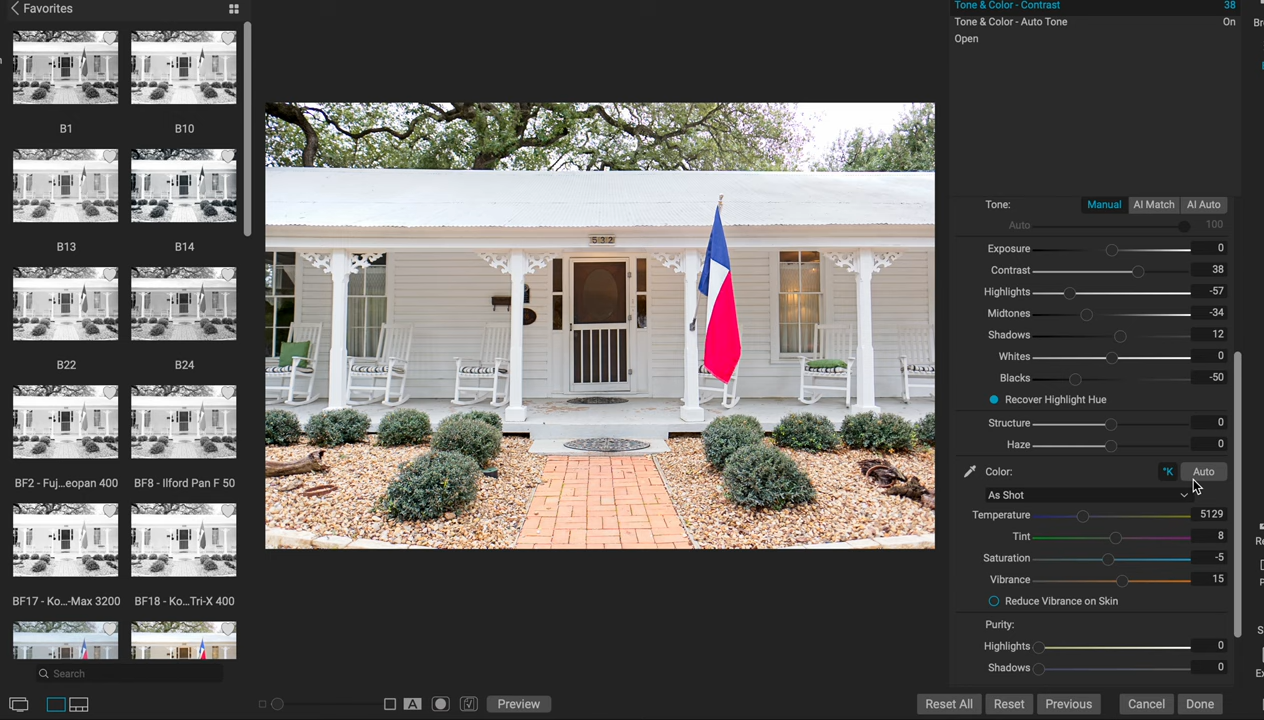 Favorites
B1
B10
B13
B14
B22
B24
BF2 - Fuj...eopan 400
BF8 - Ilford Pan F 50
BF17 - Ko...-Max 3200
BF18 - Ko...Tri-X 400
Search
532
Preview
Tone & Color - Contrast 38
Tone & Color - Auto Tone On
Open
Tone: Manual AI Match AI Auto
Auto 100
Exposure 0
Contrast 38
Highlights -57
Midtones -34
Shadows 12
Whites 0
Blacks -50
Recover Highlight Hue
Structure 0
Haze 0
Color: °K Auto
As Shot
Temperature 5129
Tint 8
Saturation -5
Vibrance 15
Reduce Vibrance on Skin
Purity:
Highlights 0
Shadows 0
A
Reset All Reset Previous Cancel Done